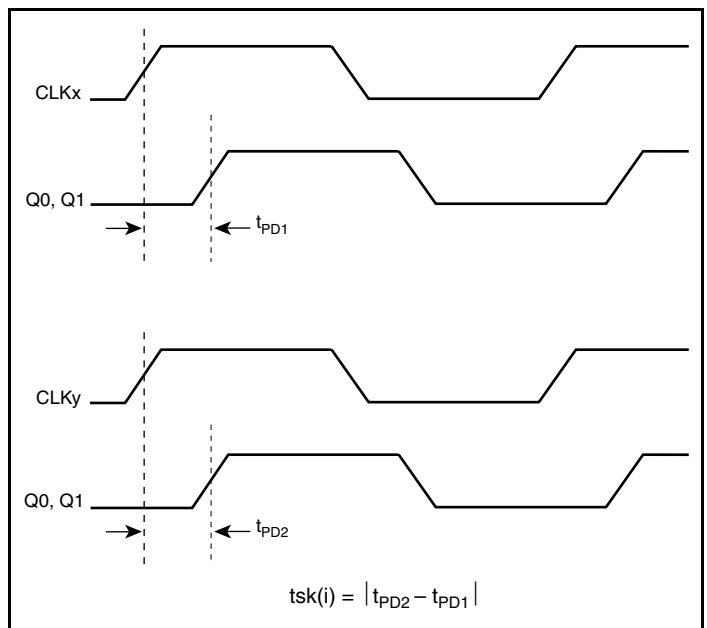 CLKx
Q0, Q1
tPD1
CLKy
Q0, Q1
tPD2
tsk(i) = |tPD2 – tPD1|